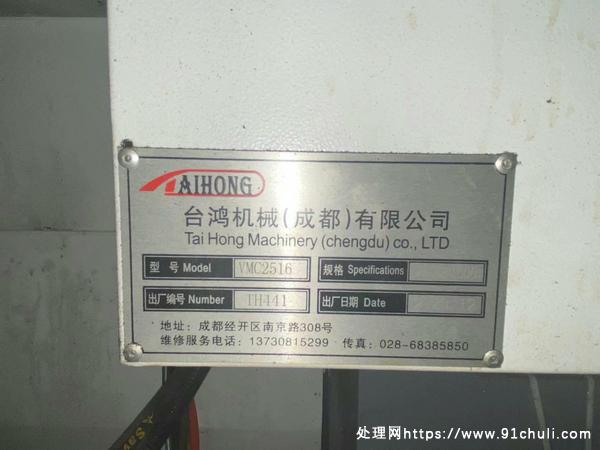 TAIHONG
台鸿机械(成都)有限公司
Tai Hong Machinery (chengdu) co., LTD
型 号 Model VMC2516 规格 Specifications
出厂编号 Number TH441 出厂日期 Date
地址: 成都经开区南京路308号
维修服务电话: 13730815299 传真: 028-68385850
处理网https://www.91chuli.com